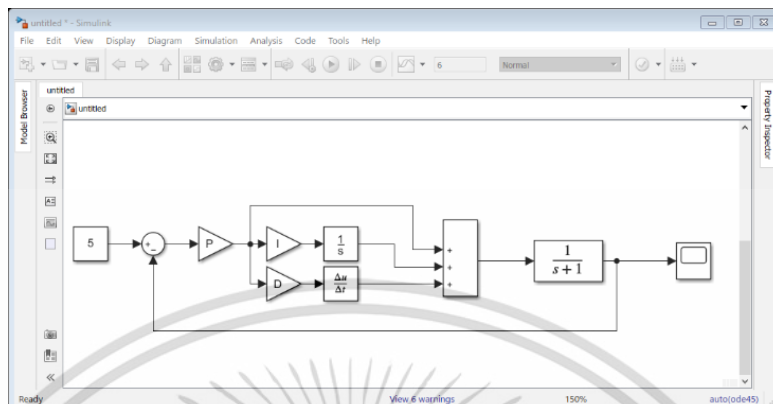 untitled * - Simulink
File Edit View Display Diagram Simulation Analysis Code Tools Help
6 Normal
Model Browser
untitled
untitled
Property Inspector
5
+
−
P
I
1
s
D
Δu
Δt
+
+
+
1
s + 1
Ready View 6 warnings 150% auto(ode45)